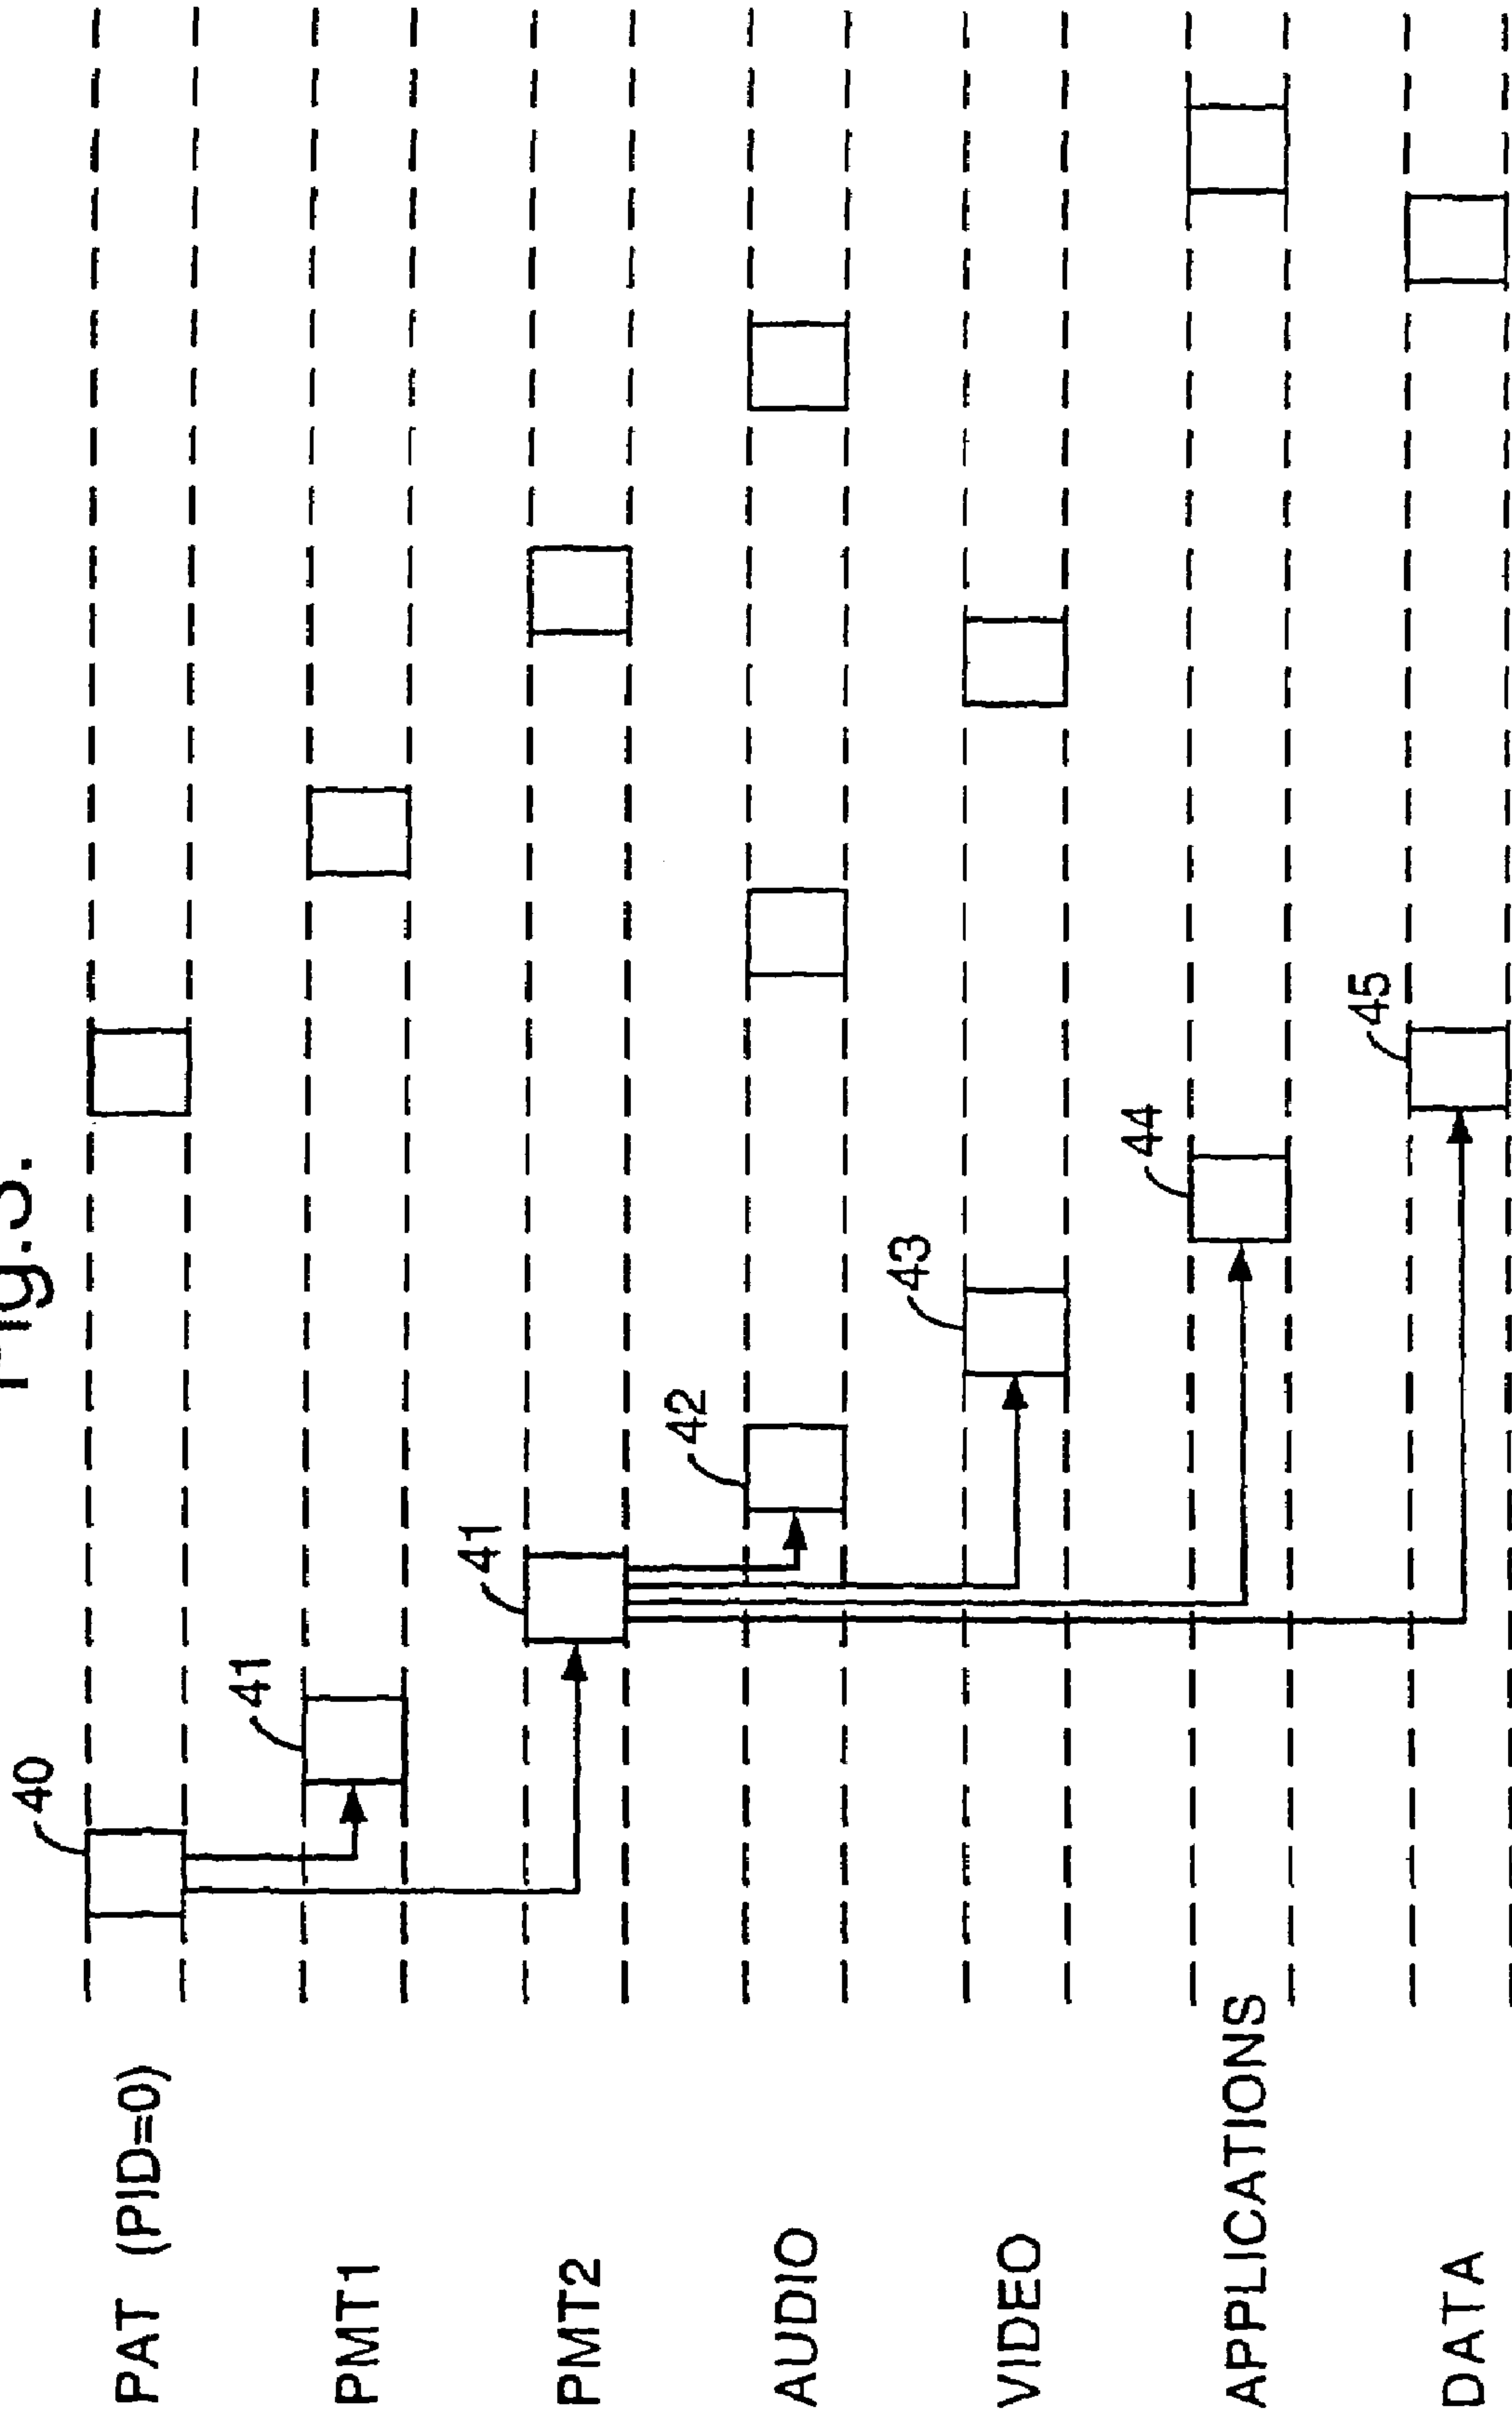 Fig.3.
PAT (PID=0)
40
PMT1
41
PMT2
41
AUDIO
42
VIDEO
43
APPLICATIONS
44
DATA
45